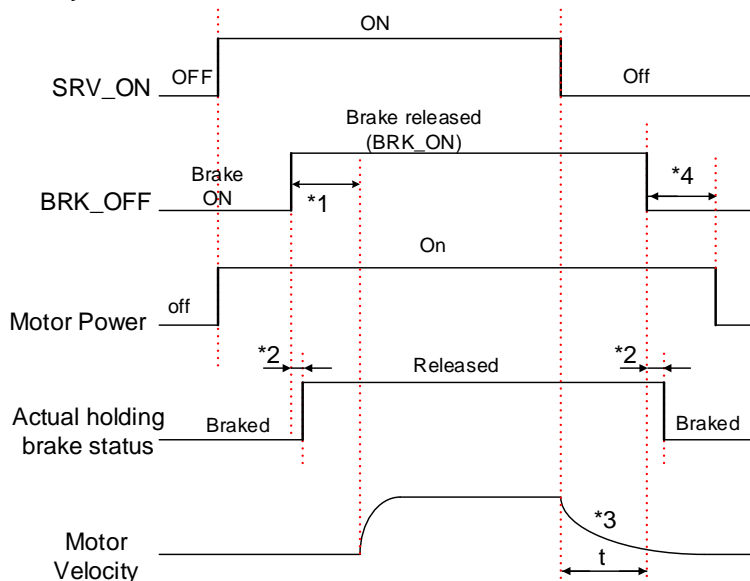 ON
SRV_ON
OFF
Off
Brake released
(BRK_ON)
BRK_OFF
Brake
ON
*1
*4
On
Motor Power
off
*2
Released
*2
Actual holding
brake status
Braked
Braked
Motor
Velocity
*3
t